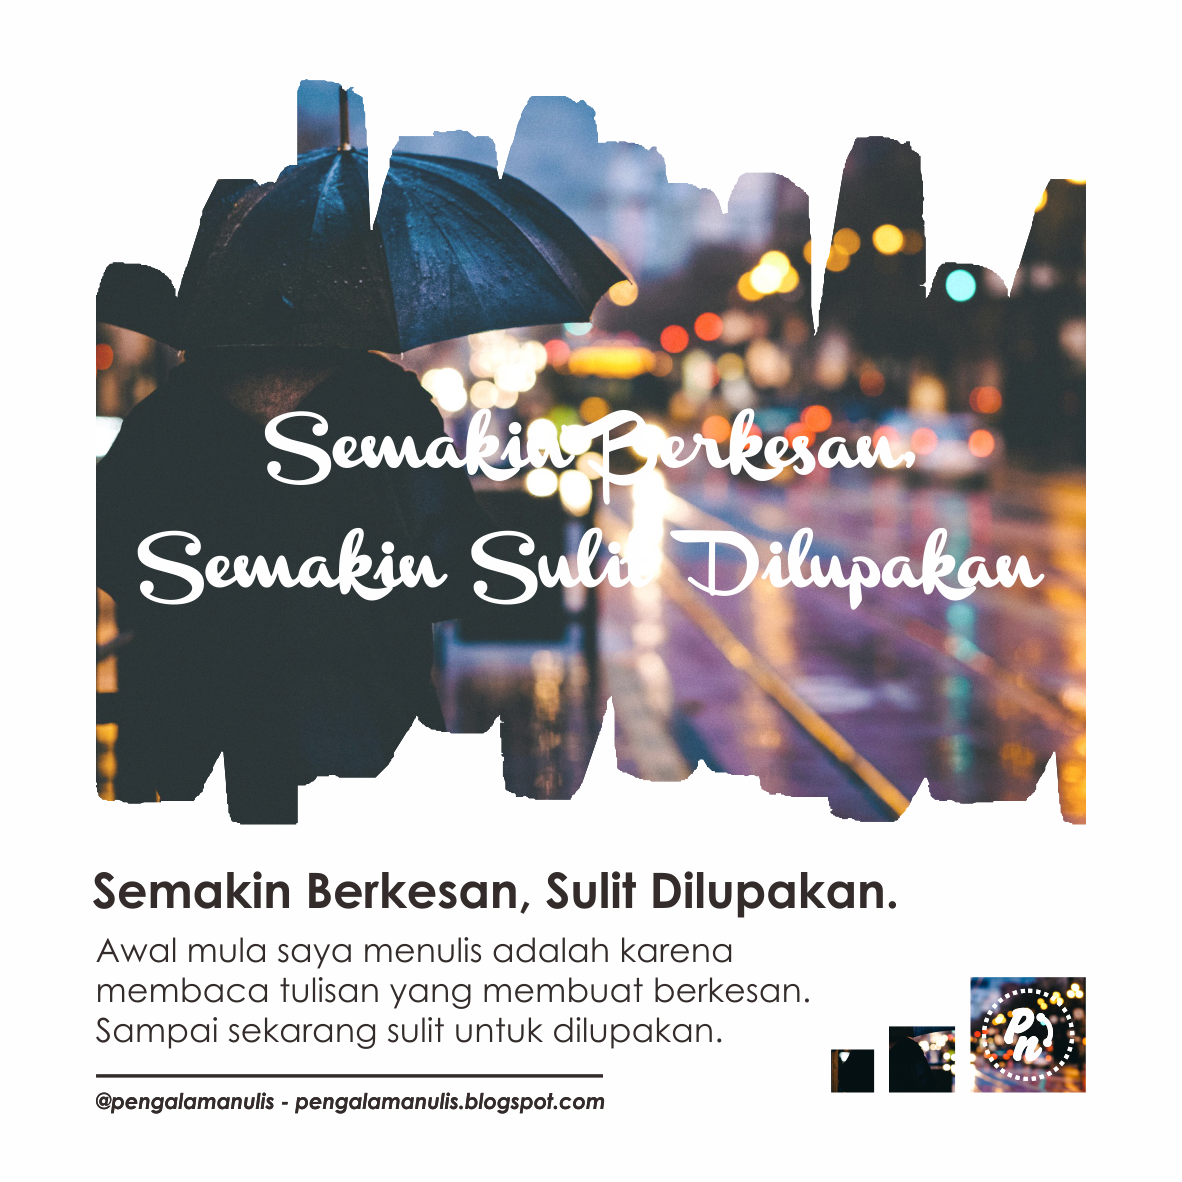 Semakin Berkesan,
Semakin Sulit Dilupakan
Semakin Berkesan, Sulit Dilupakan.
Awal mula saya menulis adalah karena
membaca tulisan yang membuat berkesan.
Sampai sekarang sulit untuk dilupakan.
Pn
@pengalamanulis - pengalamanulis.blogspot.com